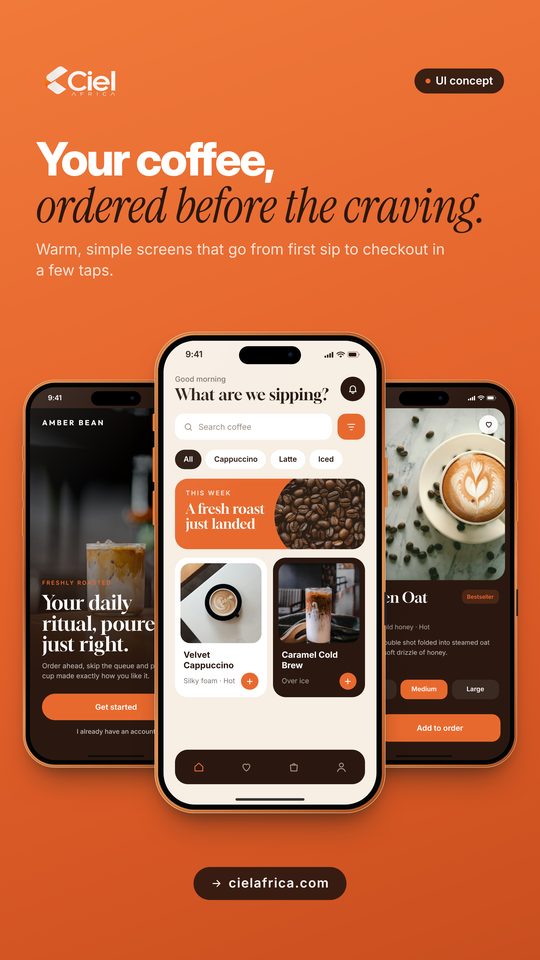 Ciel
AFRICA
UI concept
Your coffee,
ordered before the craving.
Warm, simple screens that go from first sip to checkout in
a few taps.
9:41
AMBER BEAN
FRESHLY ROASTED
Your daily
ritual, poure
just right.
Order ahead, skip the queue and p
cup made exactly how you like it.
Get started
I already have an account
9:41
Good morning
What are we sipping?
Search coffee
All
Cappuccino
Latte
Iced
THIS WEEK
A fresh roast
just landed
Velvet
Cappuccino
Silky foam · Hot
Caramel Cold
Brew
Over ice
en Oat
Bestseller
ld honey · Hot
ouble shot folded into steamed oat
soft drizzle of honey.
Medium
Large
Add to order
→ cielafrica.com